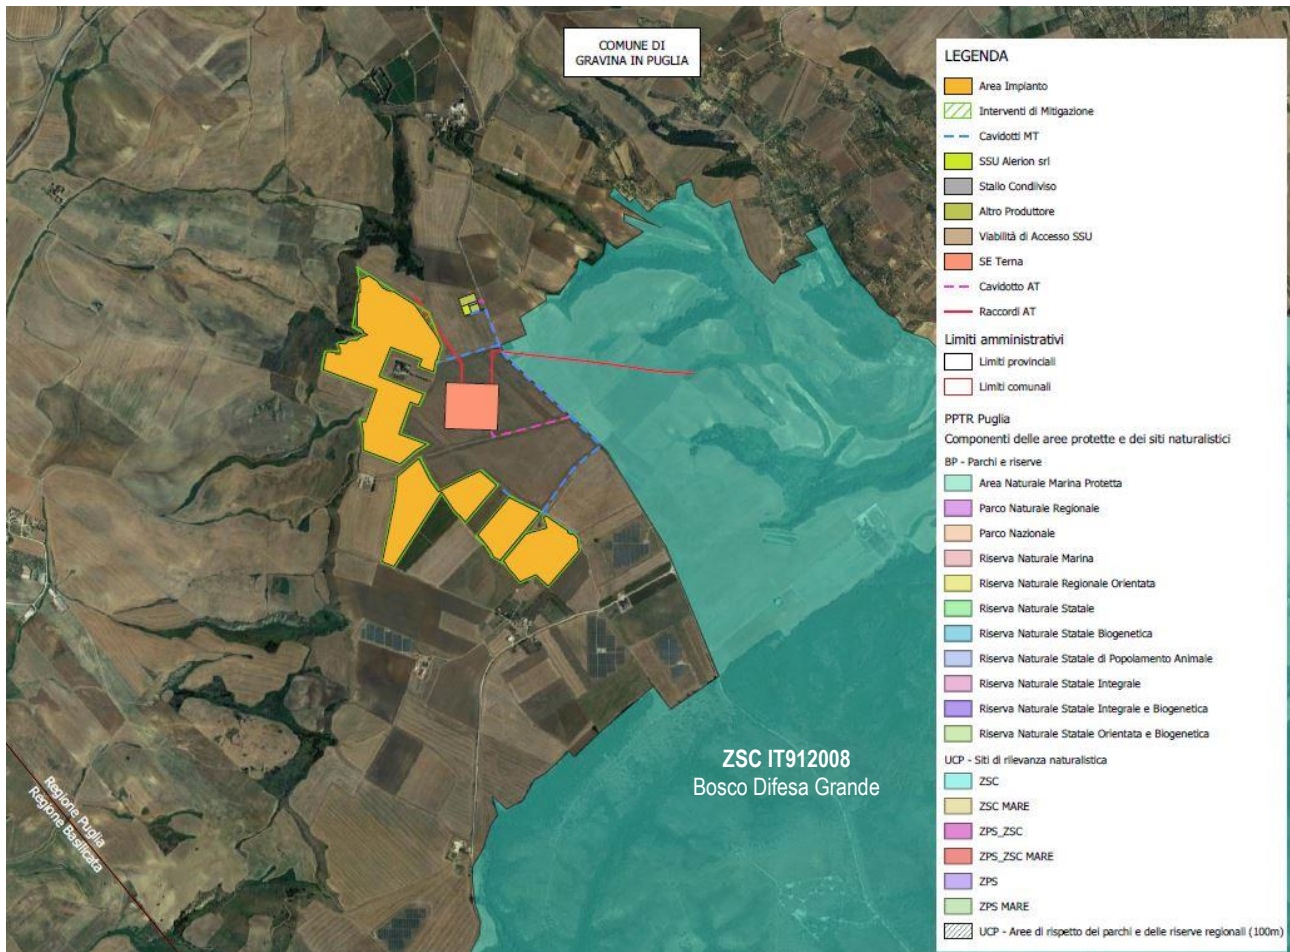 COMUNE DI
GRAVINA IN PUGLIA
LEGENDA
Area Impianto
Interventi di Mitigazione
Cavidotti MT
SSU Alerion srl
Stallo Condiviso
Altro Produttore
Viabilità di Accesso SSU
SE Terna
Cavidotto AT
Raccordi AT
Limiti amministrativi
Limiti provinciali
Limiti comunali
PPTR Puglia
Componenti delle aree protette e dei siti naturalistici
BP - Parchi e riserve
Area Naturale Marina Protetta
Parco Naturale Regionale
Parco Nazionale
Riserva Naturale Marina
Riserva Naturale Regionale Orientata
Riserva Naturale Statale
Riserva Naturale Statale Biogenetica
Riserva Naturale Statale di Popolamento Animale
Riserva Naturale Statale Integrale
Riserva Naturale Statale Integrale e Biogenetica
Riserva Naturale Statale Orientata e Biogenetica
UCP - Siti di rilevanza naturalistica
ZSC
ZSC MARE
ZPS_ZSC
ZPS_ZSC MARE
ZPS
ZPS MARE
UCP - Aree di rispetto dei parchi e delle riserve regionali (100m)
ZSC IT912008
Bosco Difesa Grande
Regione Puglia
Regione Basilicata